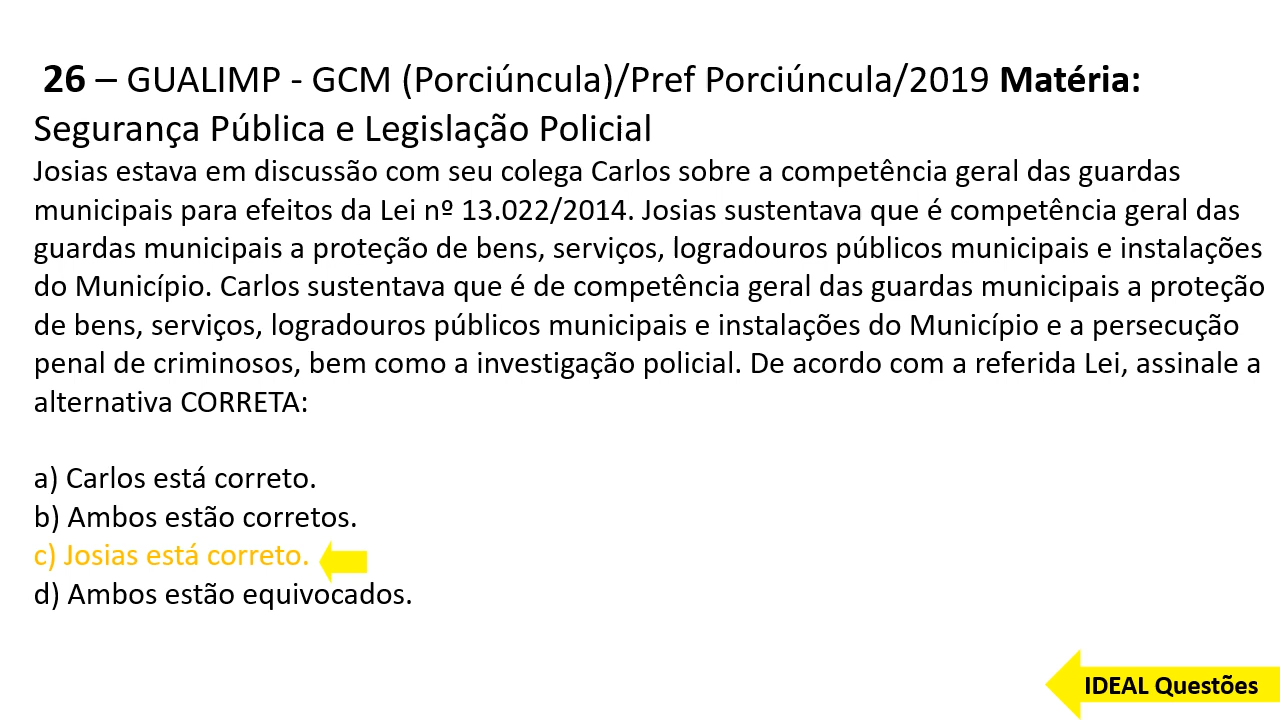 26 – GUALIMP - GCM (Porciúncula)/Pref Porciúncula/2019 Matéria:
Segurança Pública e Legislação Policial
Josias estava em discussão com seu colega Carlos sobre a competência geral das guardas
municipais para efeitos da Lei nº 13.022/2014. Josias sustentava que é competência geral das
guardas municipais a proteção de bens, serviços, logradouros públicos municipais e instalações
do Município. Carlos sustentava que é de competência geral das guardas municipais a proteção
de bens, serviços, logradouros públicos municipais e instalações do Município e a persecução
penal de criminosos, bem como a investigação policial. De acordo com a referida Lei, assinale a
alternativa CORRETA:
a) Carlos está correto.
b) Ambos estão corretos.
c) Josias está correto.
d) Ambos estão equivocados.
IDEAL Questões